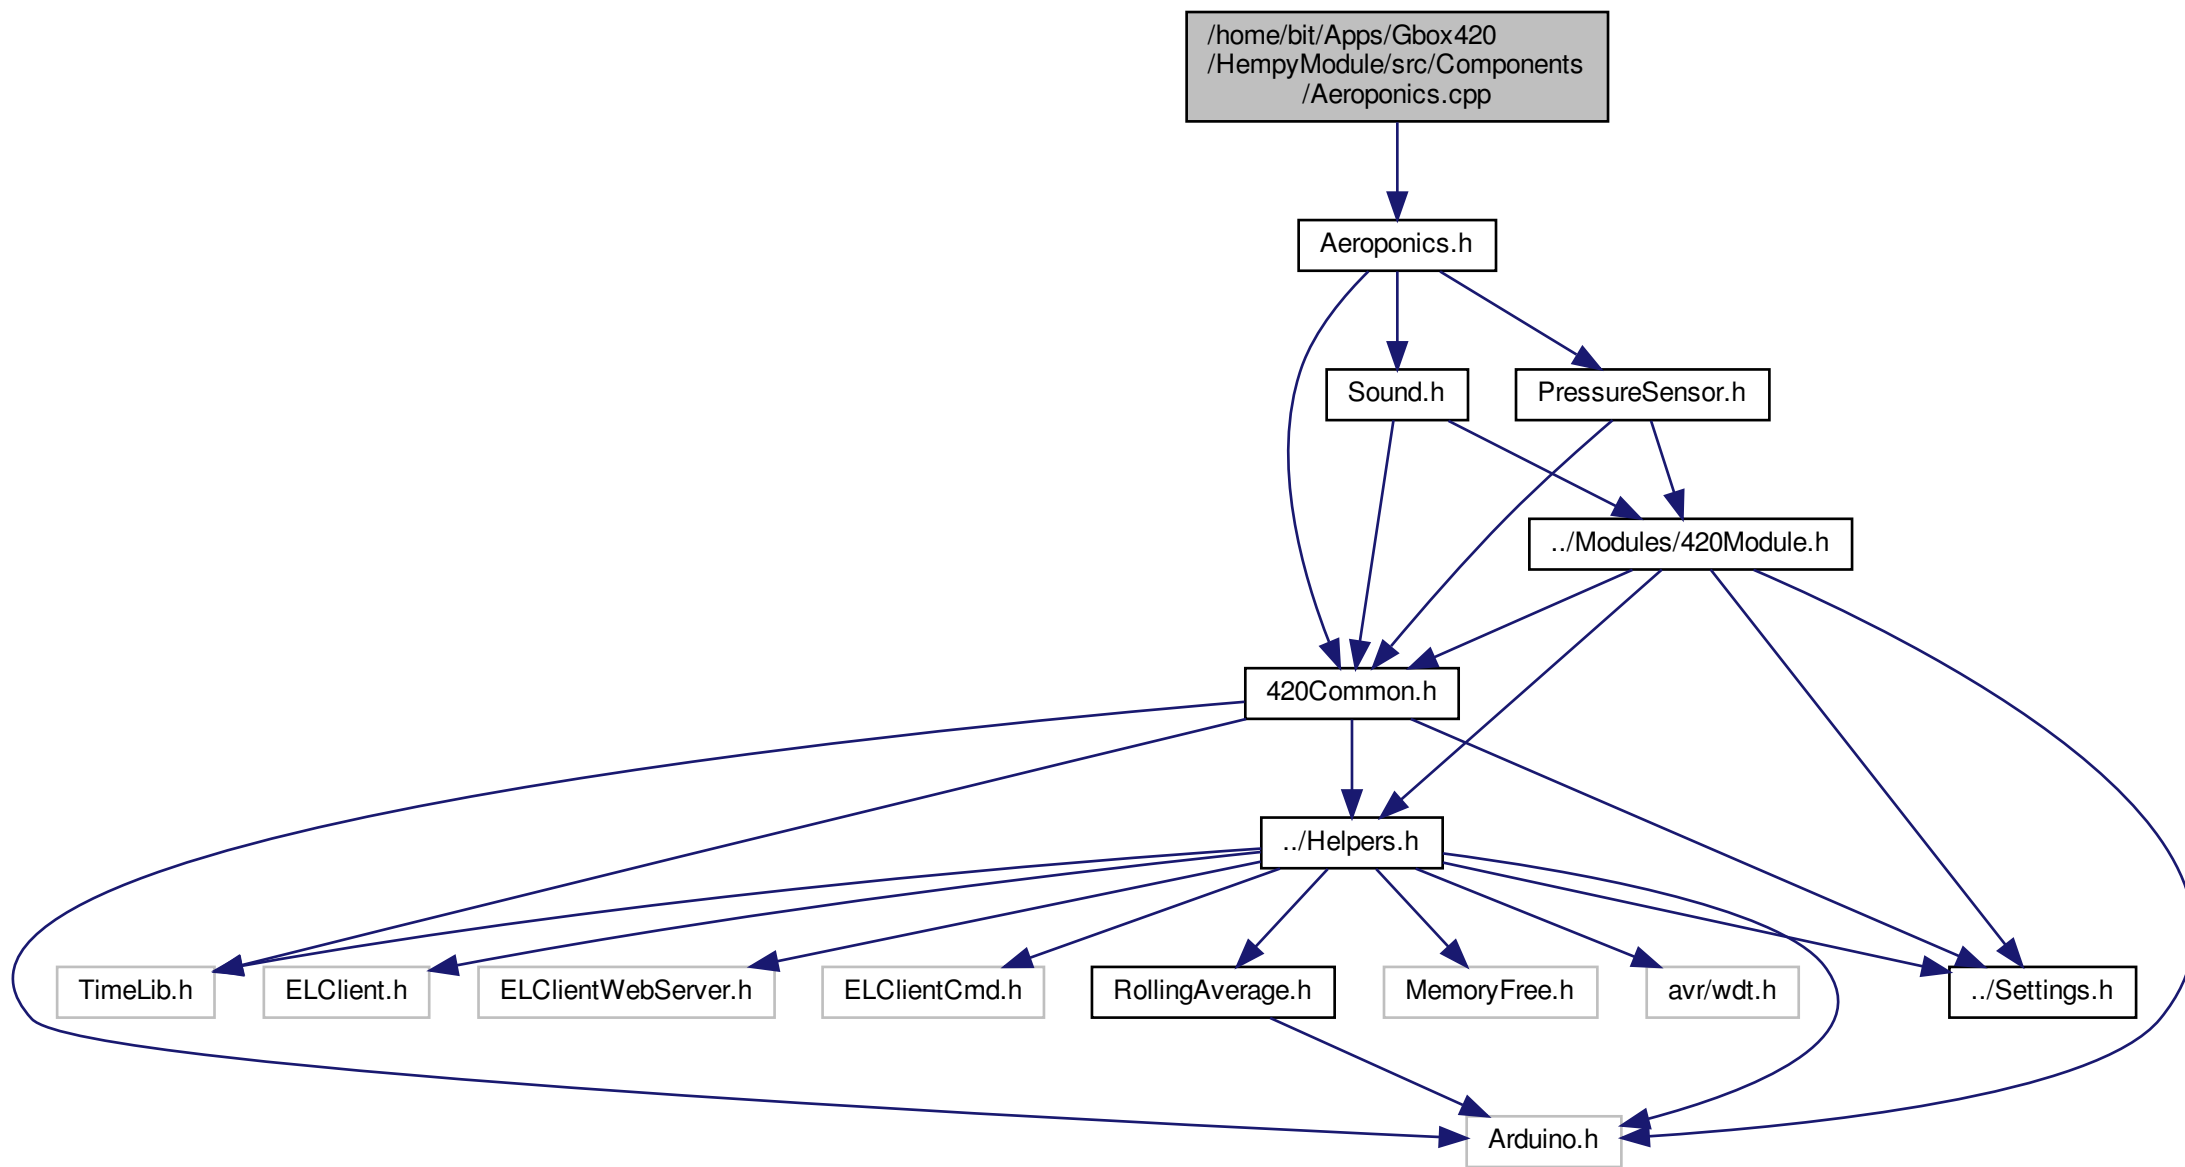 /home/bit/Apps/Gbox420
/HempyModule/src/Components
/Aeroponics.cpp
Aeroponics.h
Sound.h
PressureSensor.h
../Modules/420Module.h
420Common.h
../Helpers.h
TimeLib.h
ELClient.h
ELClientWebServer.h
ELClientCmd.h
RollingAverage.h
MemoryFree.h
avr/wdt.h
../Settings.h
Arduino.h